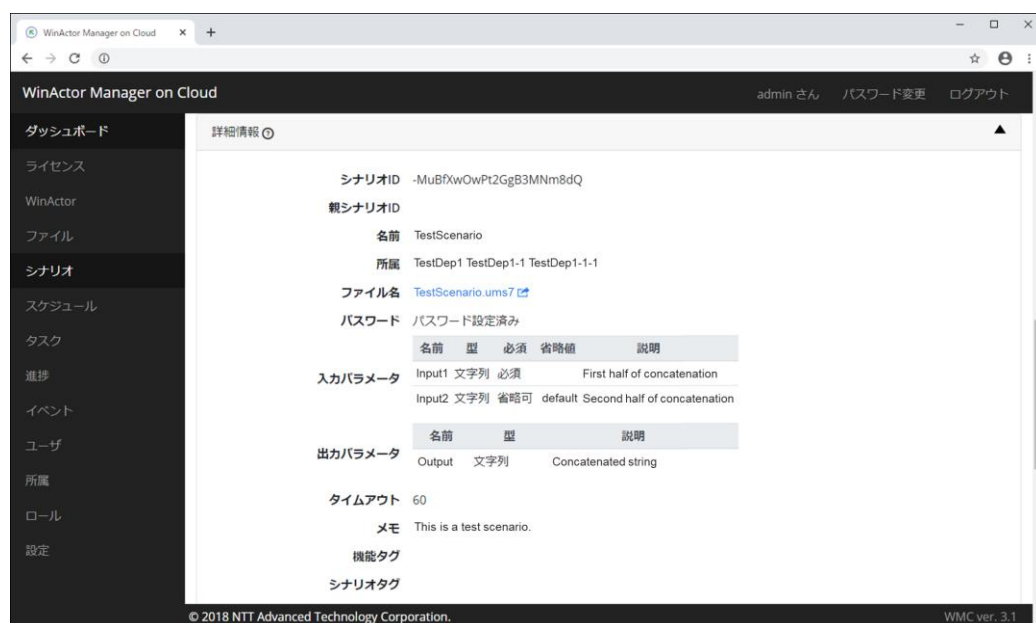 WinActor Manager on Cloud
WinActor Manager on Cloud
admin さん パスワード変更 ログアウト
ダッシュボード
ライセンス
WinActor
ファイル
シナリオ
スケジュール
タスク
進捗
イベント
ユーザ
所属
ロール
設定
詳細情報
シナリオID -MuBfXwOwPt2GgB3MNm8dQ
親シナリオID
名前 TestScenario
所属 TestDep1 TestDep1-1 TestDep1-1-1
ファイル名 TestScenario.ums7
パスワード パスワード設定済み
入力パラメータ
名前 型 必須 省略値 説明
Input1 文字列 必須 First half of concatenation
Input2 文字列 省略可 default Second half of concatenation
出力パラメータ
名前 型 説明
Output 文字列 Concatenated string
タイムアウト 60
メモ This is a test scenario.
機能タグ
シナリオタグ
© 2018 NTT Advanced Technology Corporation.
WMC ver. 3.1